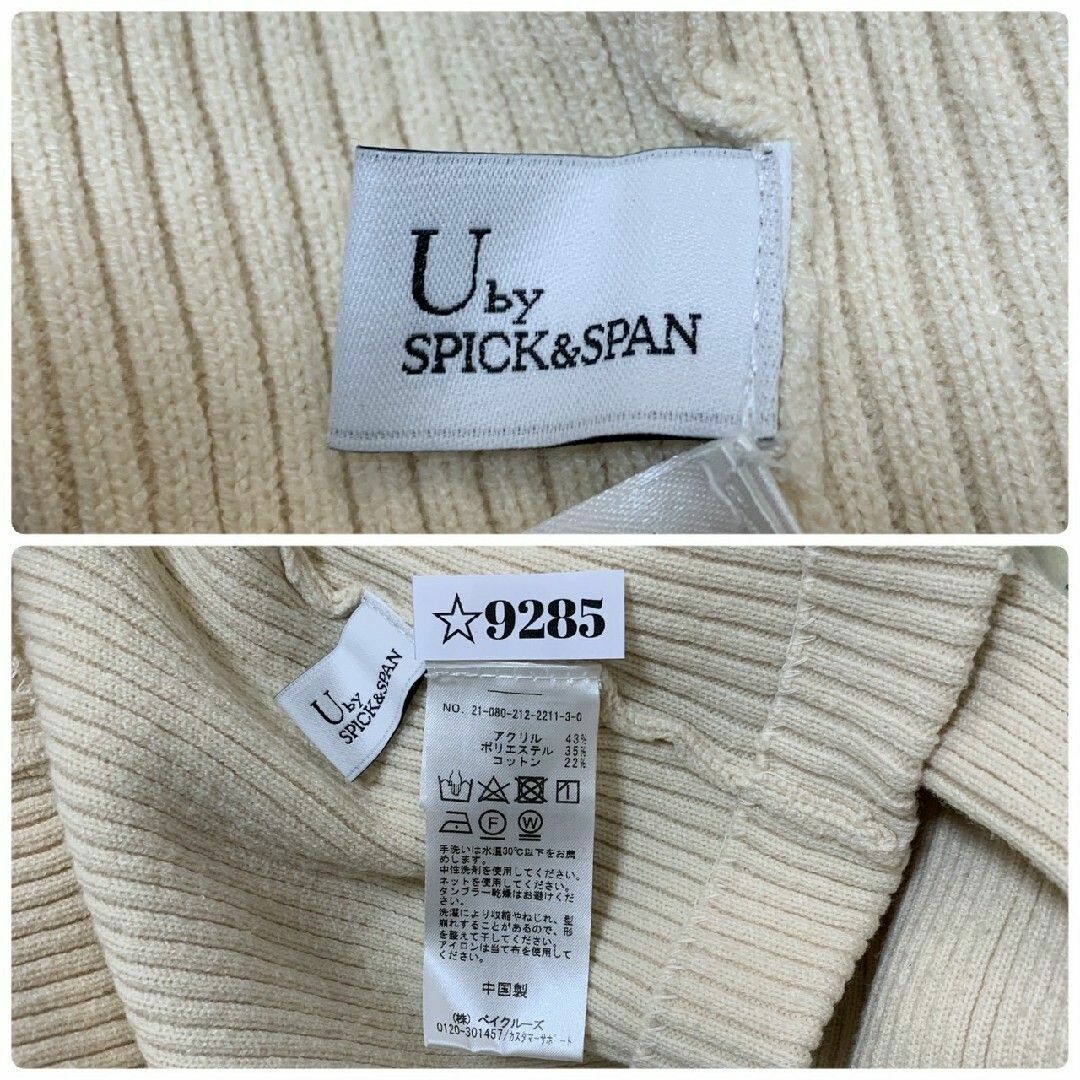 U by
SPICK&SPAN
☆9285
U by
SPICK&SPAN
NO. 21-080-212-2211-3-0
アクリル 43%
ポリエステル 35%
コットン 22%
F
W
手洗いは水温30℃以下をお薦
めします。
中性洗剤を使用してください。
ネットを使用してください。
タンブラー乾燥はお避けくだ
さい。
洗濯により収縮やねじれ、型
崩れすることがあるので、形
を整えて干してください。
アイロンは当て布を使用して
ください。
中国製
(株) ベイクルーズ
0120-301457/カスタマーサポート